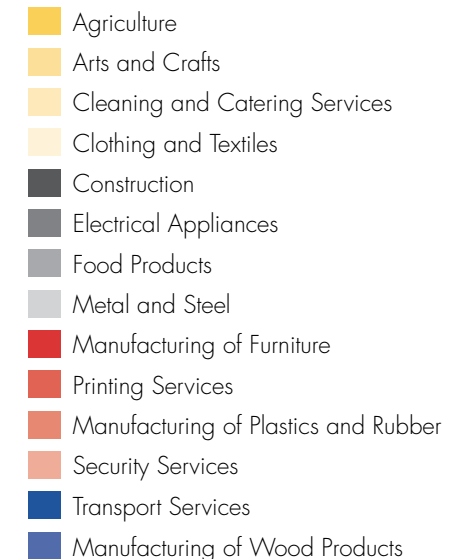 Agriculture
Arts and Crafts
Cleaning and Catering Services
Clothing and Textiles
Construction
Electrical Appliances
Food Products
Metal and Steel
Manufacturing of Furniture
Printing Services
Manufacturing of Plastics and Rubber
Security Services
Transport Services
Manufacturing of Wood Products